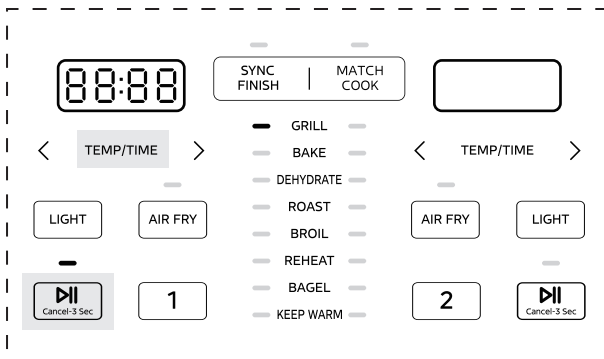 88:88
SYNC
FINISH
MATCH
COOK
GRILL
TEMP/TIME
BAKE
TEMP/TIME
DEHYDRATE
LIGHT
AIR FRY
ROAST
AIR FRY
LIGHT
BROIL
REHEAT
Cancel-3 Sec
1
BAGEL
2
Cancel-3 Sec
KEEP WARM